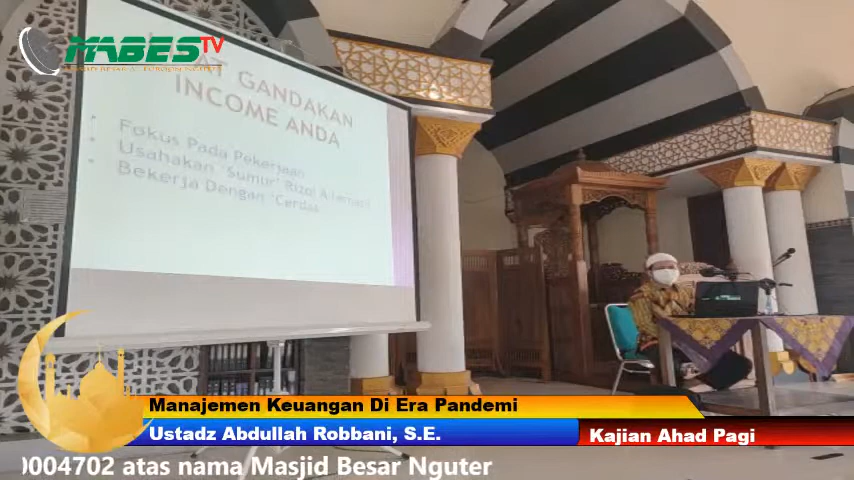 MABES TV
GANDAKAN
INCOME ANDA
• Fokus Pada Pekerjaan
• Usahakan 'Sumur' Rizqi Alternatif
• Bekerja Dengan 'Cerdas'
Manajemen Keuangan Di Era Pandemi
Ustadz Abdullah Robbani, S.E.
Kajian Ahad Pagi
0004702 atas nama Masjid Besar Nguter